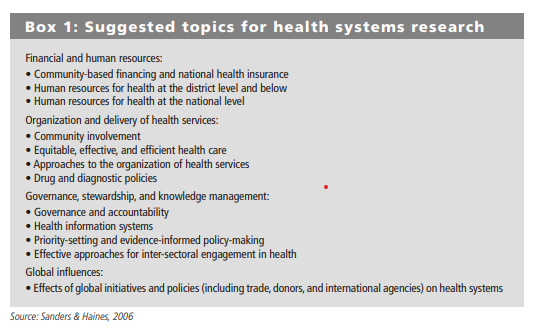 Box 1: Suggested topics for health systems research
Financial and human resources:
• Community-based financing and national health insurance
• Human resources for health at the district level and below
• Human resources for health at the national level
Organization and delivery of health services:
• Community involvement
• Equitable, effective, and efficient health care
• Approaches to the organization of health services
• Drug and diagnostic policies
Governance, stewardship, and knowledge management:
• Governance and accountability
• Health information systems
• Priority-setting and evidence-informed policy-making
• Effective approaches for inter-sectoral engagement in health
Global influences:
• Effects of global initiatives and policies (including trade, donors, and international agencies) on health systems
Source: Sanders & Haines, 2006